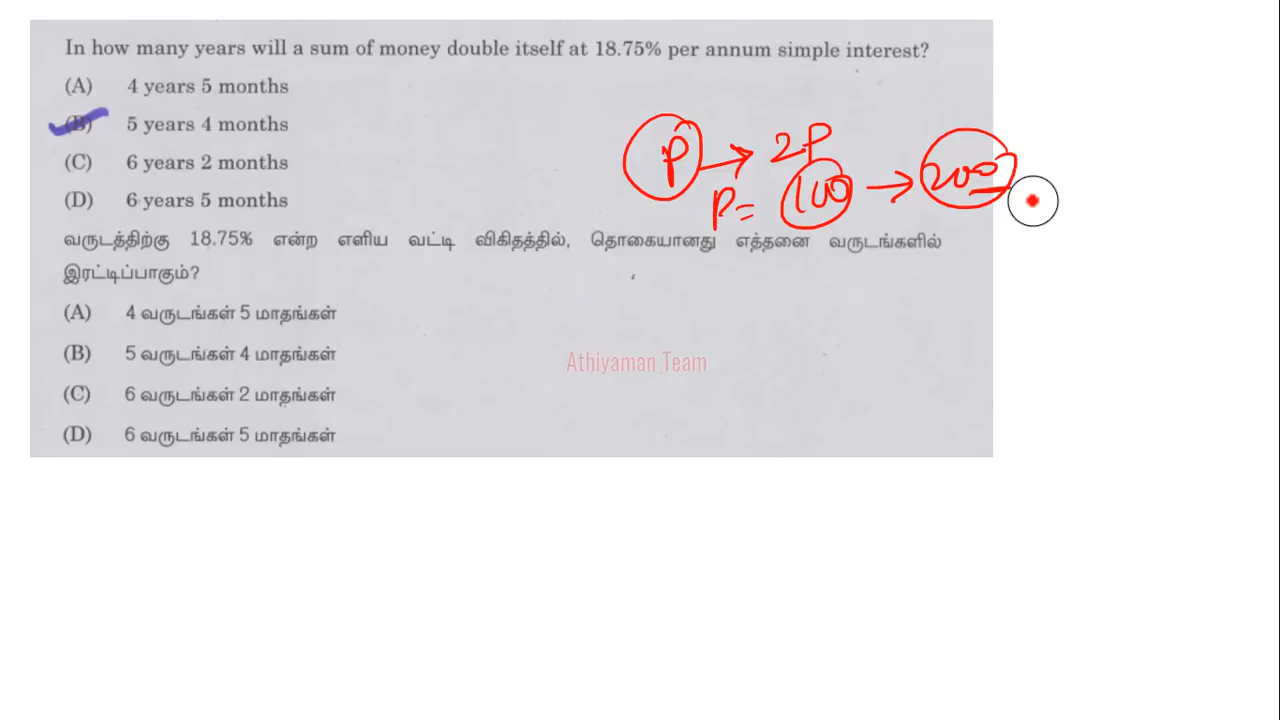 In how many years will a sum of money double itself at 18.75% per annum simple interest?
(A) 4 years 5 months
(B) 5 years 4 months
(C) 6 years 2 months
(D) 6 years 5 months
P → 2P
P = 100 → 200
வருடத்திற்கு 18.75% என்ற எளிய வட்டி விகிதத்தில், தொகையானது எத்தனை வருடங்களில்
இரட்டிப்பாகும்?
(A) 4 வருடங்கள் 5 மாதங்கள்
(B) 5 வருடங்கள் 4 மாதங்கள்
(C) 6 வருடங்கள் 2 மாதங்கள்
(D) 6 வருடங்கள் 5 மாதங்கள்
Athiyaman Team